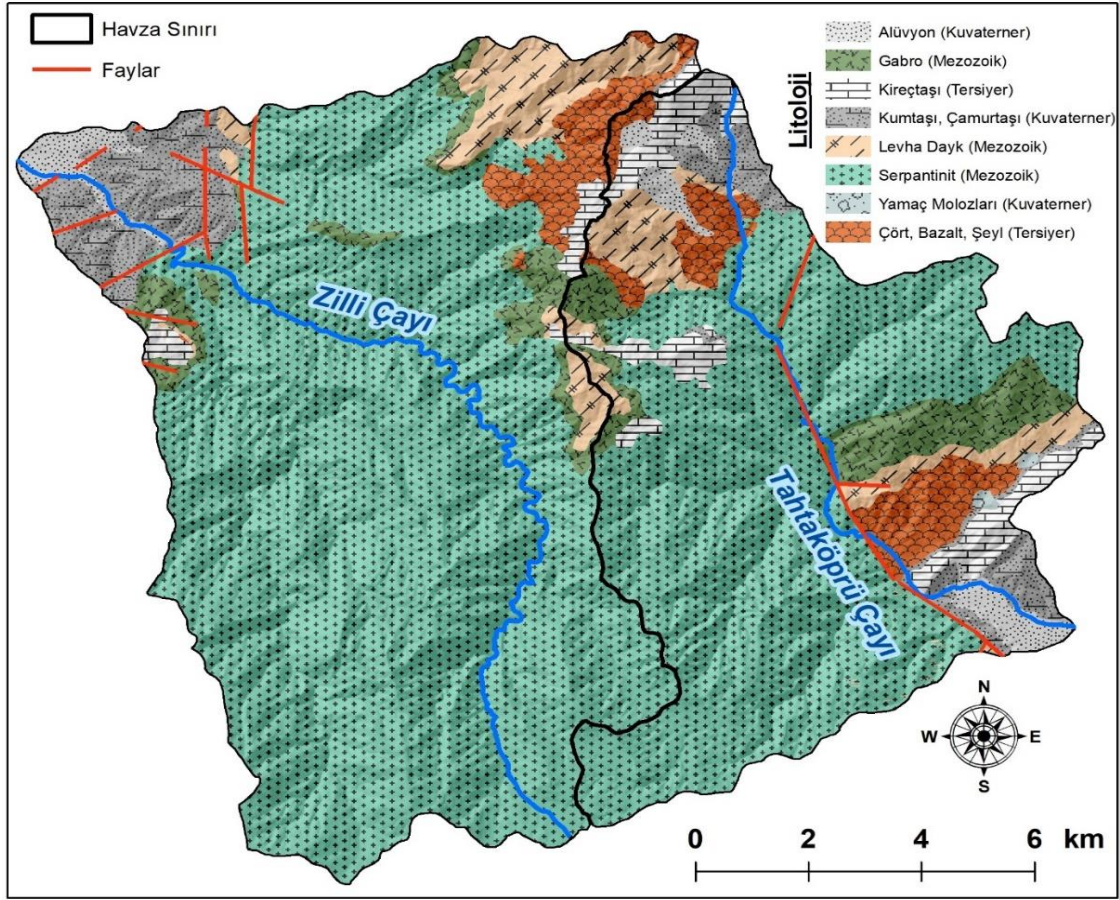 Havza Sınırı
Faylar
Litoloji
Alüvyon (Kuvaterner)
Gabro (Mezozoik)
Kireçtaşı (Tersiyer)
Kumtaşı, Çamurtaşı (Kuvaterner)
Levha Dayk (Mezozoik)
Serpantinit (Mezozoik)
Yamaç Molozları (Kuvaterner)
Çört, Bazalt, Şeyl (Tersiyer)
Zilli Çayı
Tahtaköprü Çayı
N
W E
S
0 2 4 6 km